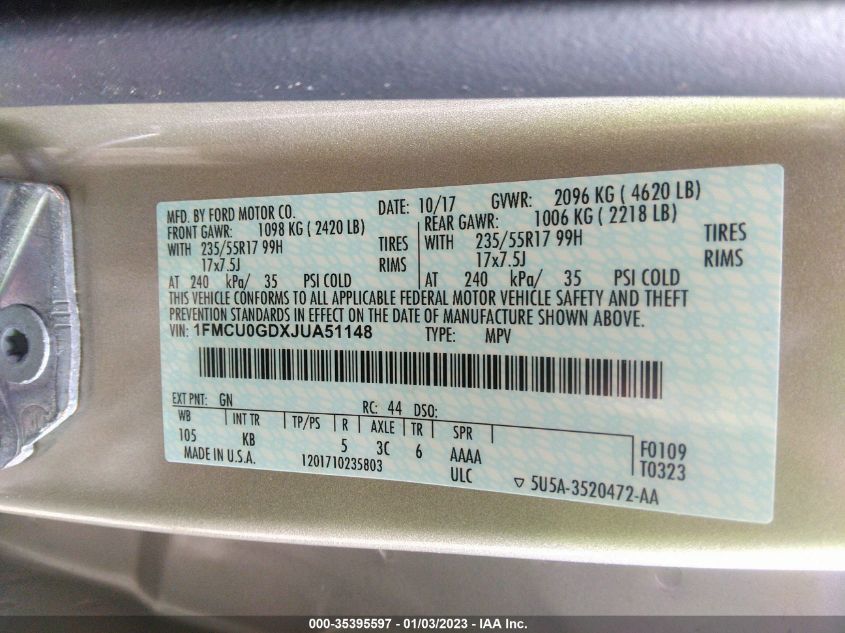 MFD. BY FORD MOTOR CO. DATE: 10/17 GVWR: 2096 KG ( 4620 LB)
FRONT GAWR: 1098 KG ( 2420 LB) REAR GAWR: 1006 KG ( 2218 LB)
WITH 235/55R17 99H TIRES WITH 235/55R17 99H TIRES
17x7.5J RIMS 17x7.5J RIMS
AT 240 kPa/ 35 PSI COLD AT 240 kPa/ 35 PSI COLD
THIS VEHICLE CONFORMS TO ALL APPLICABLE FEDERAL MOTOR VEHICLE SAFETY AND THEFT
PREVENTION STANDARDS IN EFFECT ON THE DATE OF MANUFACTURE SHOWN ABOVE.
VIN: 1FMCU0GDXJUA51148 TYPE: MPV
EXT PNT: GN RC: 44 DSO:
WB INT TR TP/PS R AXLE TR SPR
105 KB 5 3C 6 AAAA F0109
MADE IN U.S.A. 1201710235803 ULC T0323
▽ 5U5A-3520472-AA
000-35395597 - 01/03/2023 - IAA Inc.